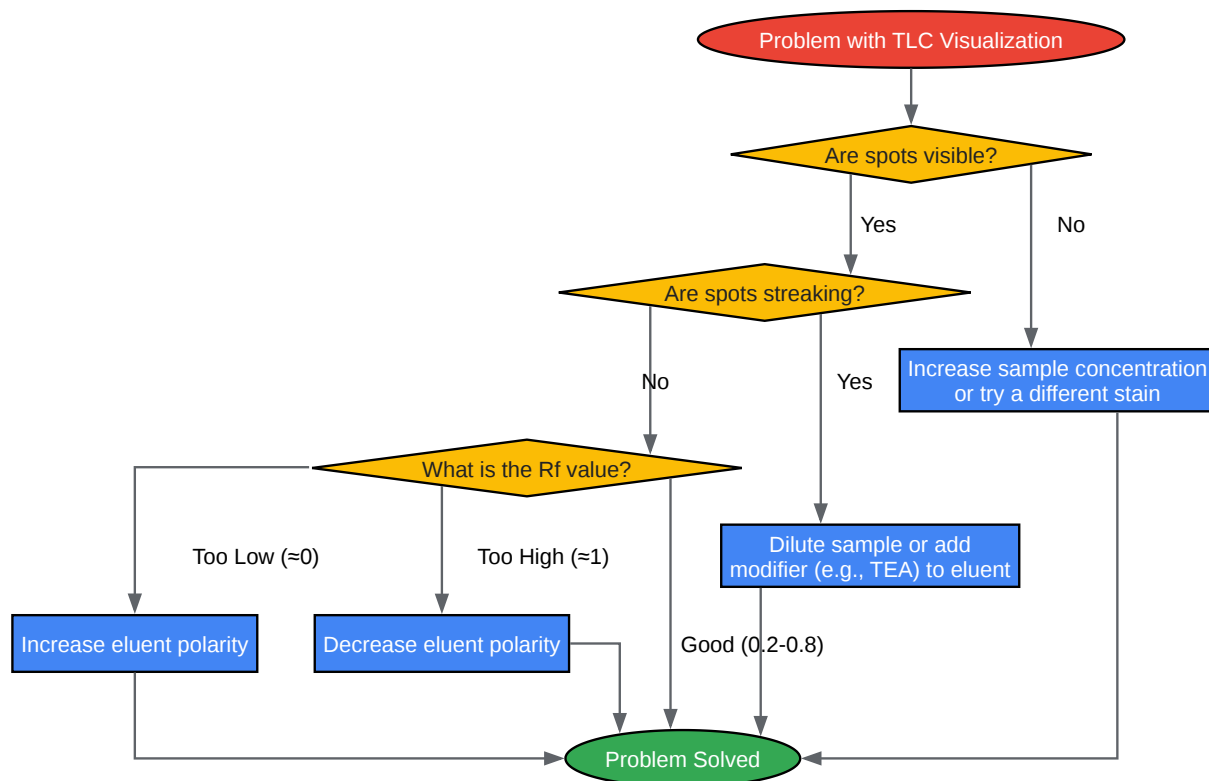 Problem with TLC Visualization
Are spots visible?
Yes
No
Are spots streaking?
No
Yes
Increase sample concentration
or try a different stain
What is the Rf value?
Too Low (≈0)
Too High (≈1)
Dilute sample or add
modifier (e.g., TEA) to eluent
Increase eluent polarity
Decrease eluent polarity
Good (0.2-0.8)
Problem Solved